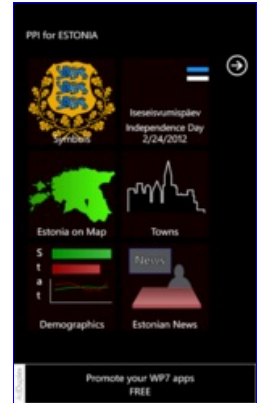 PPI for ESTONIA
Symbols
Iseseisvumispäev
Independence Day
2/24/2012
Estonia on Map
Towns
S
t
a
t
Demographics
News
Estonian News
AdDuplex
Promote your WP7 apps
FREE